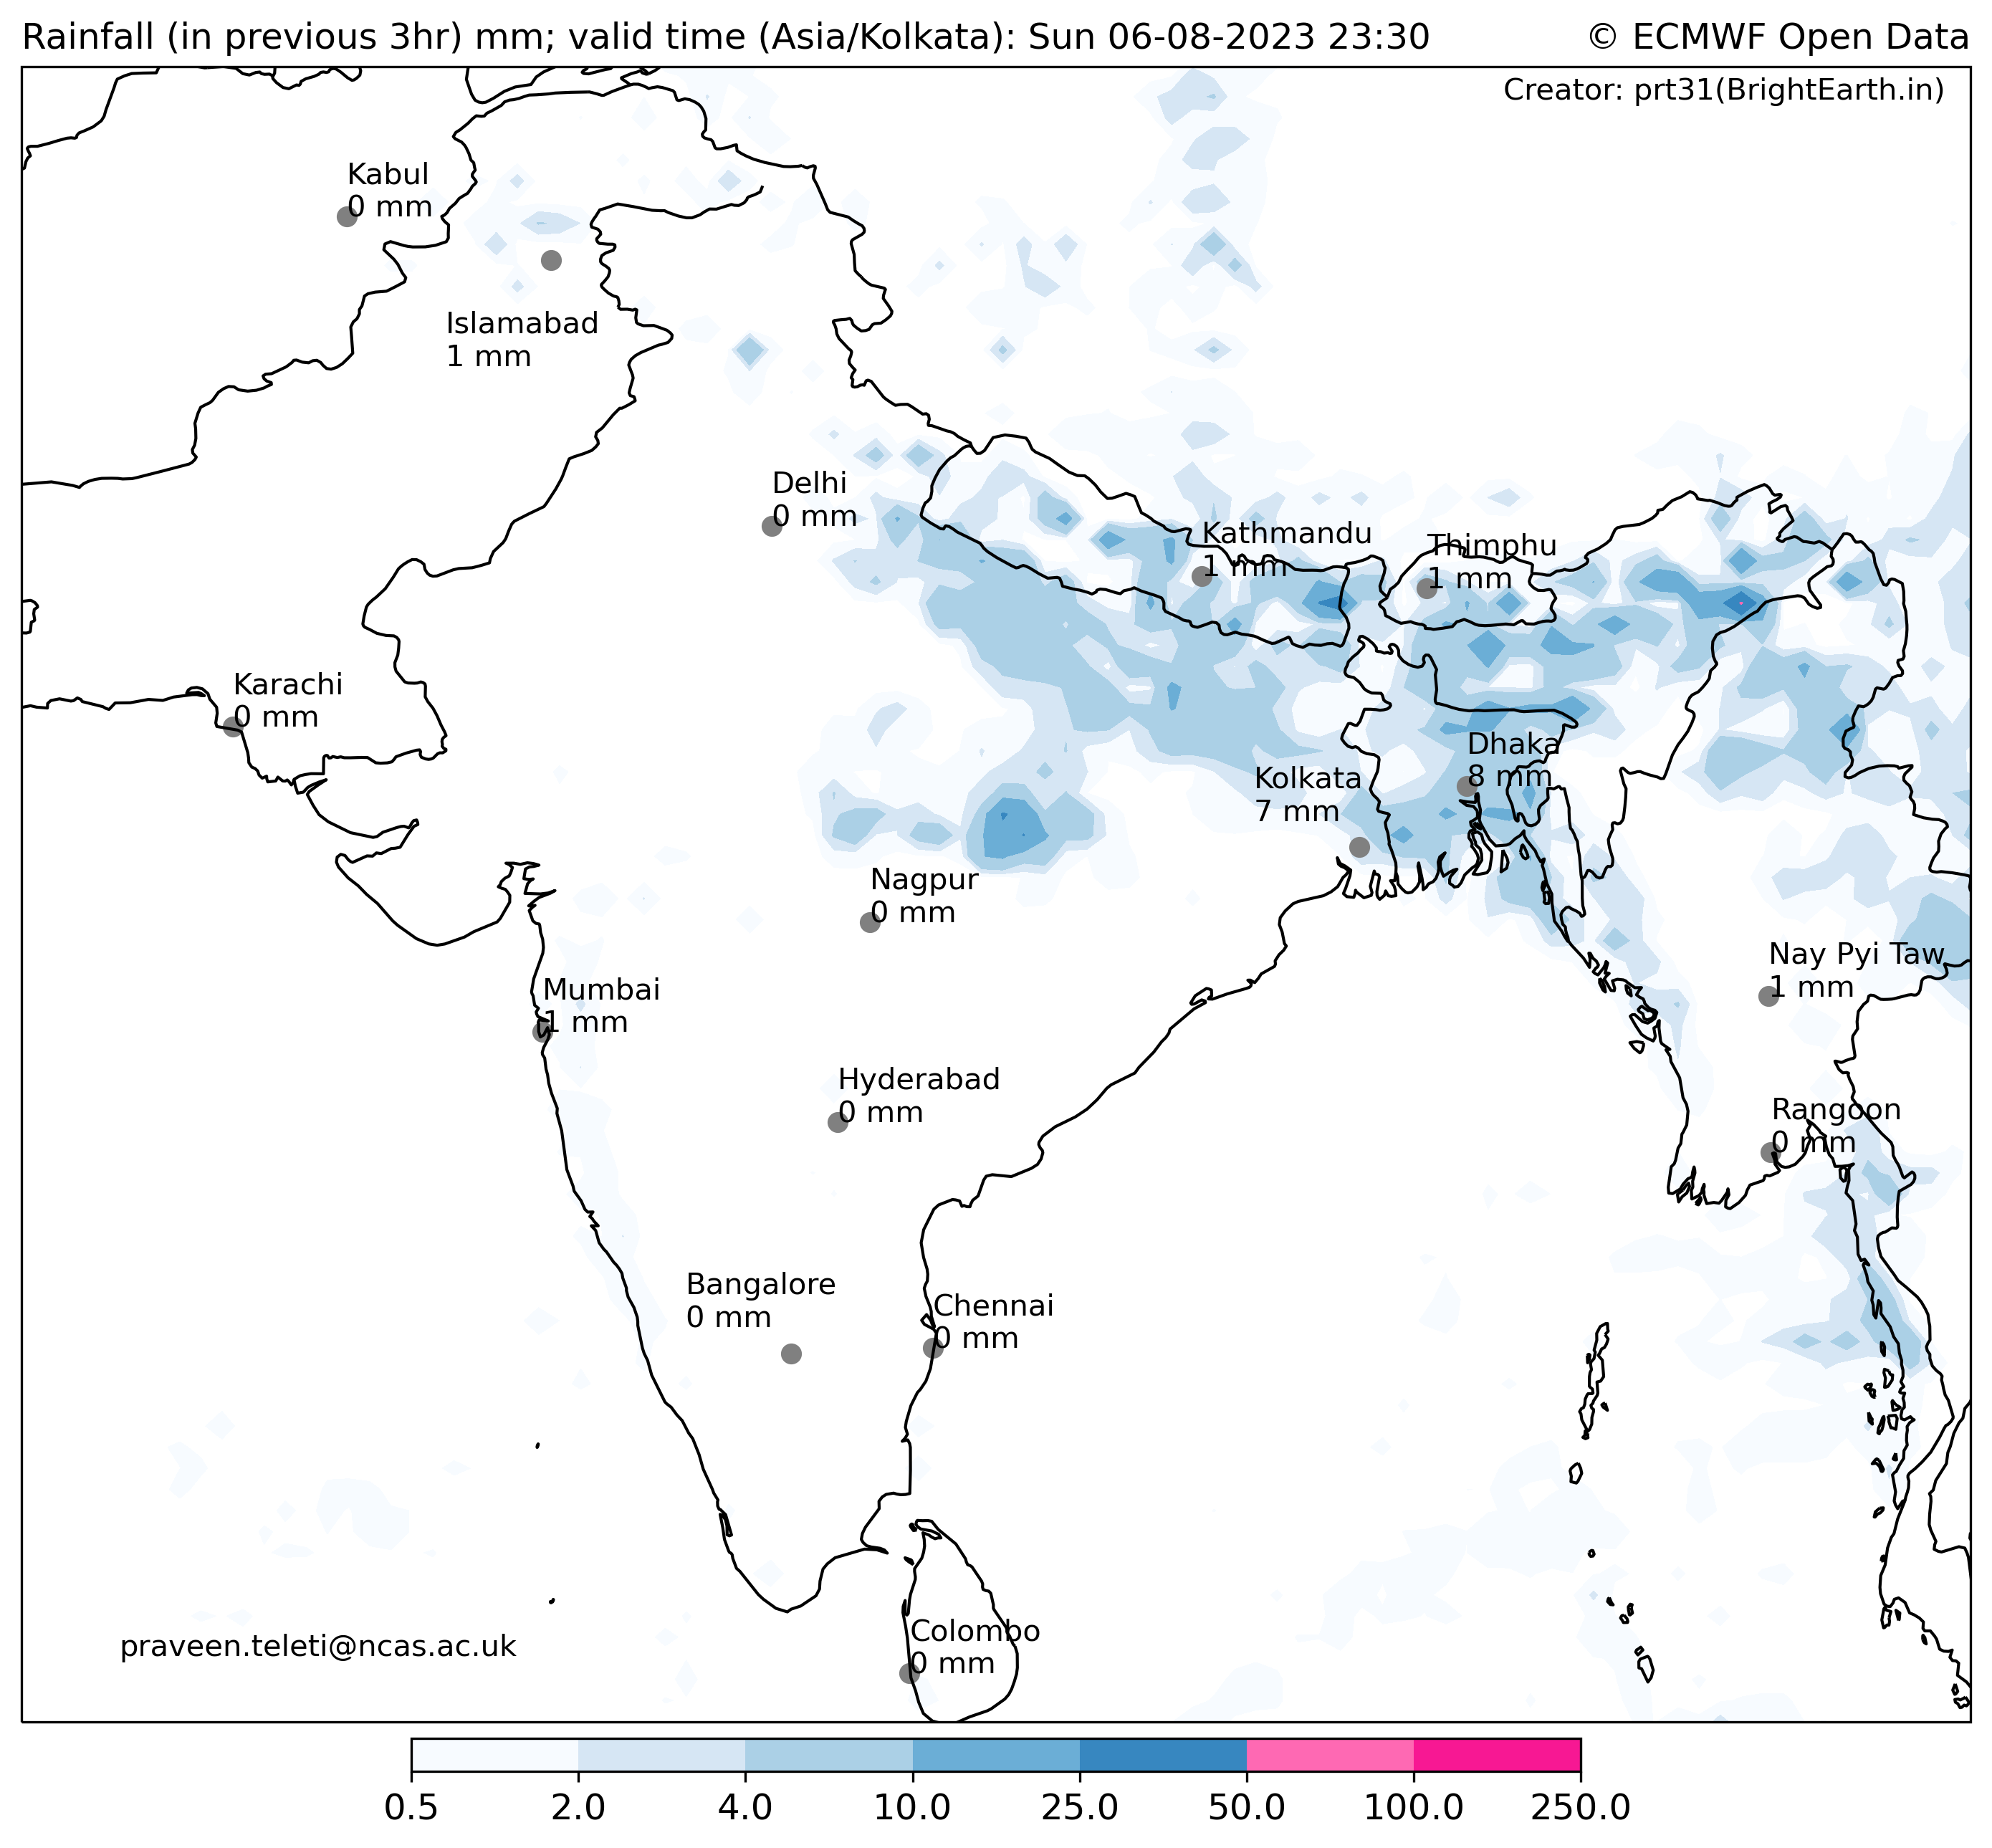 Rainfall (in previous 3hr) mm; valid time (Asia/Kolkata): Sun 06-08-2023 23:30
© ECMWF Open Data
Creator: prt31(BrightEarth.in)
Kabul
0 mm
Islamabad
1 mm
Delhi
0 mm
Kathmandu
1 mm
Thimphu
1 mm
Karachi
0 mm
Dhaka
8 mm
Kolkata
7 mm
Nagpur
0 mm
Nay Pyi Taw
1 mm
Mumbai
1 mm
Hyderabad
0 mm
Rangoon
0 mm
Bangalore
0 mm
Chennai
0 mm
Colombo
0 mm
praveen.teleti@ncas.ac.uk
0.5 2.0 4.0 10.0 25.0 50.0 100.0 250.0